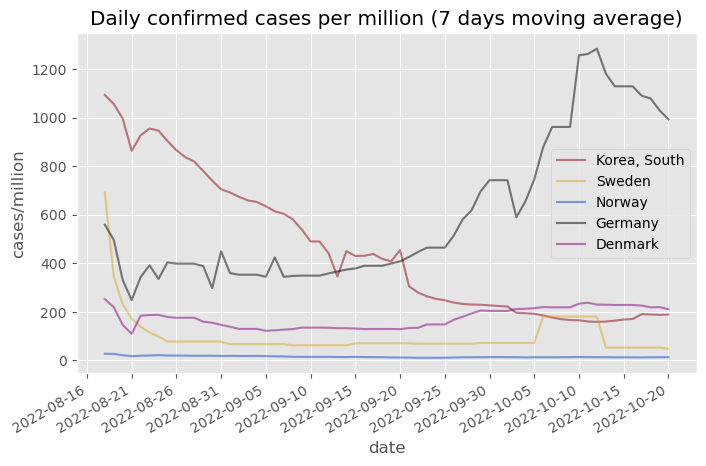 Daily confirmed cases per million (7 days moving average)
1200
1000
800
600
400
200
0
cases/million
Korea, South
Sweden
Norway
Germany
Denmark
2022-08-16
2022-08-21
2022-08-26
2022-08-31
2022-09-05
2022-09-10
2022-09-15
2022-09-20
2022-09-25
2022-09-30
2022-10-05
2022-10-10
2022-10-15
2022-10-20
date